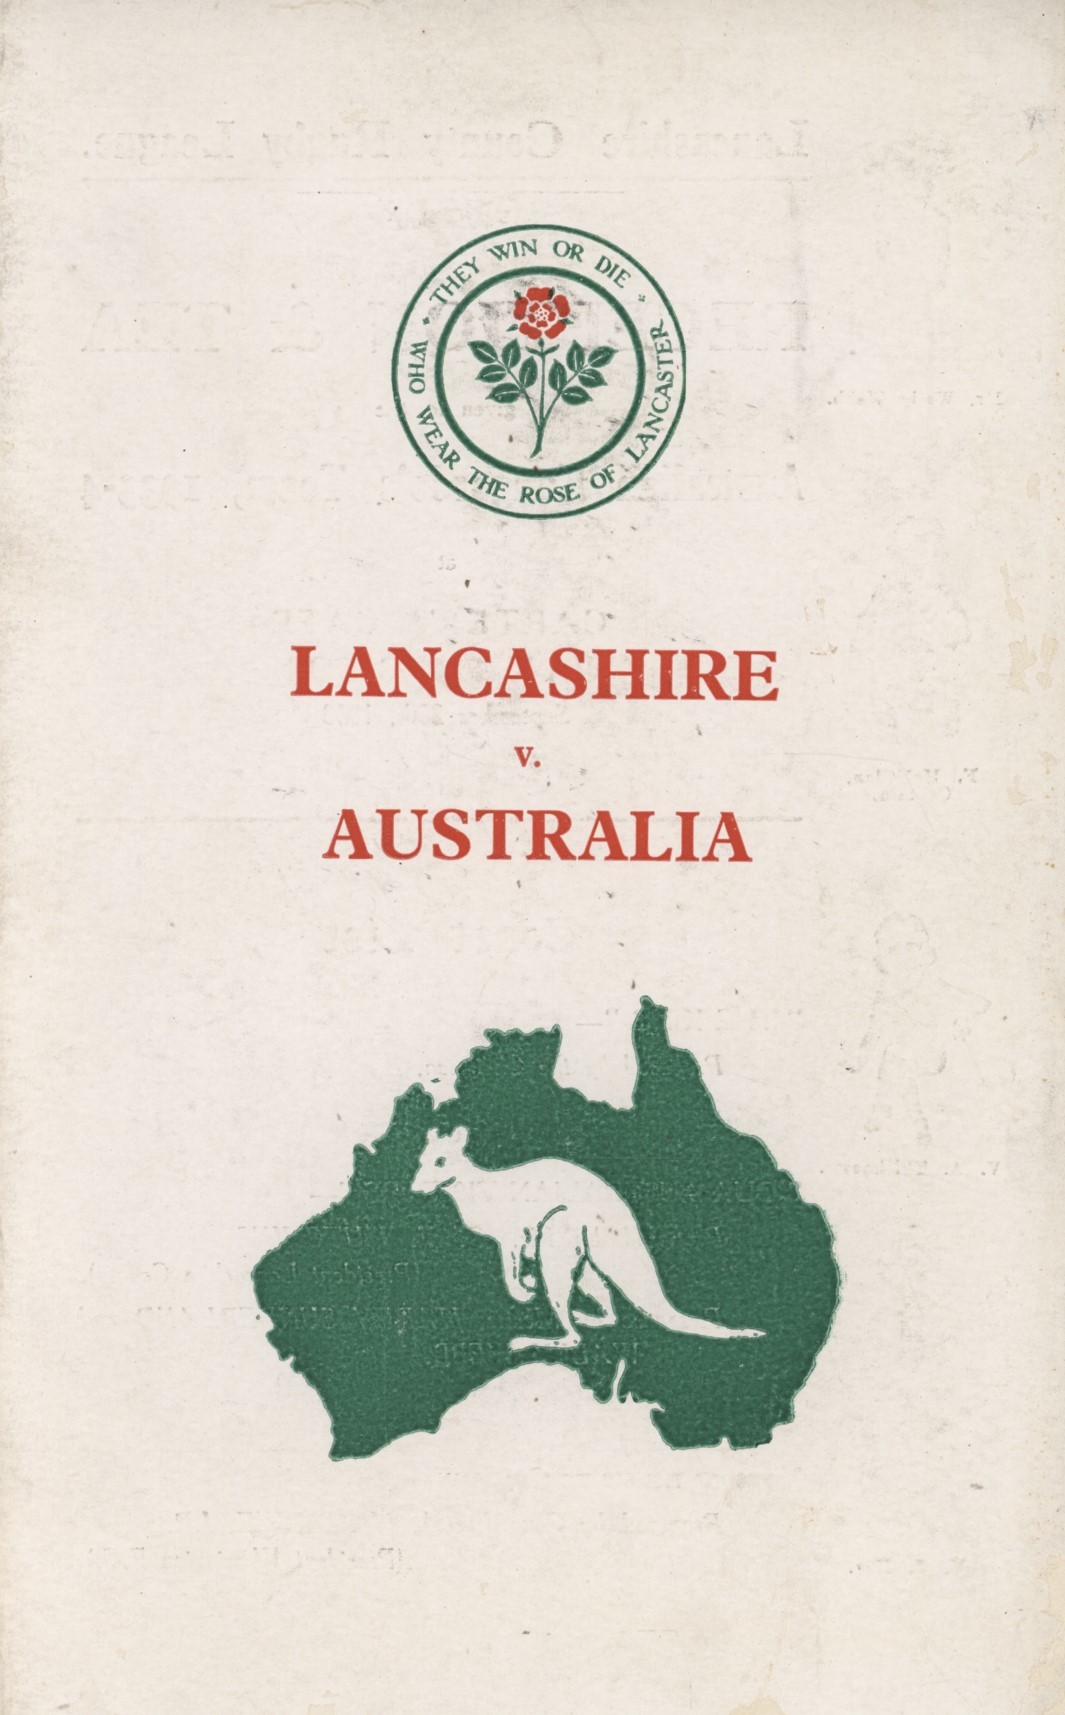 THEY WIN OR DIE
WHO WEAR THE ROSE OF LANCASTER
LANCASHIRE
v.
AUSTRALIA